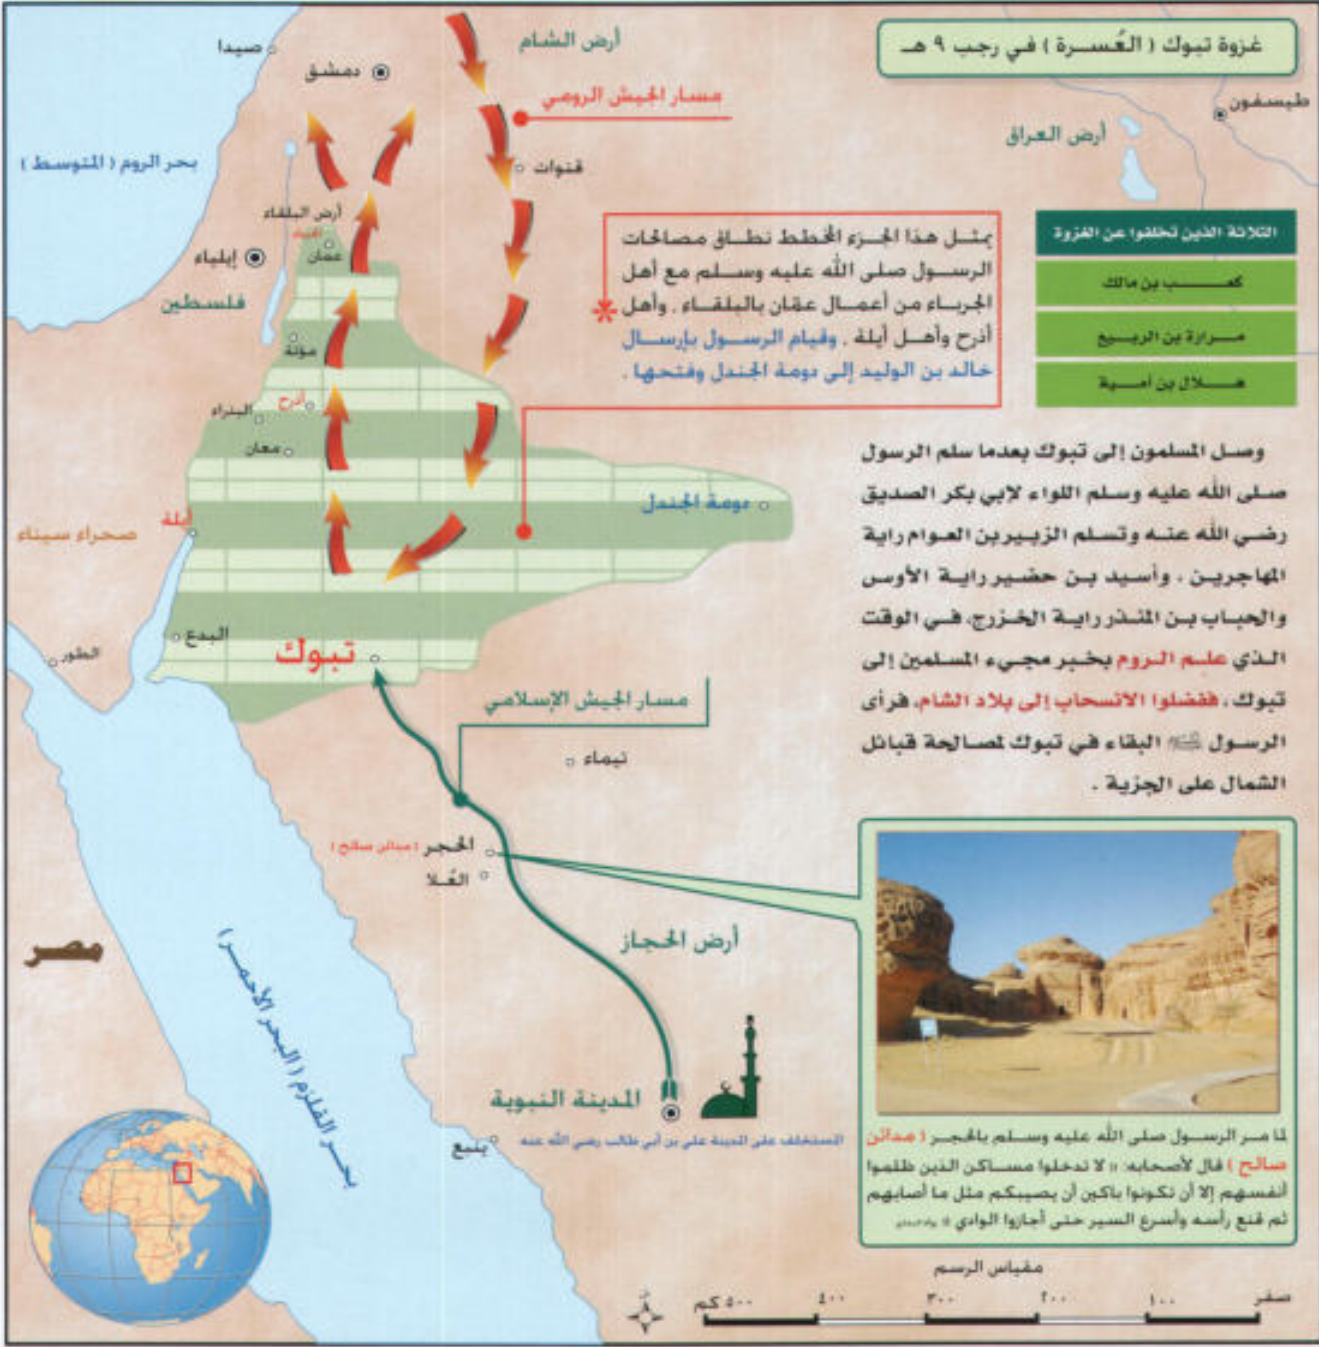 غزوة تبوك ( العُسرة ) في رجب ٩ هـ
أرض الشام
صيدا
دمشق
مسار الجيش الرومي
طيسفون
أرض العراق
بحر الروم ( المتوسط )
قنوات
أرض البلقاء
عمان
إيلياء
فلسطين
مؤتة
أذرح
البتراء
معان
دومة الجندل
أيلة
صحراء سيناء
البدع
الطور
تبوك
يمثل هذا الجزء المخطط نطاق مصالحات
الرسول صلى الله عليه وسلم مع أهل
الجرباء من أعمال عمّان بالبلقاء . وأهل
أذرح وأهل أيلة . وقيام الرسول بإرسال
خالد بن الوليد إلى دومة الجندل وفتحها .
الثلاثة الذين تخلفوا عن الغزوة
كعب بن مالك
مرارة بن الربيع
هلال بن أمية
وصل المسلمون إلى تبوك بعدما سلم الرسول
صلى الله عليه وسلم اللواء لإبي بكر الصديق
رضي الله عنه وتسلم الزبير بن العوام راية
المهاجرين ، وأسيد بن حضير راية الأوس
والحباب بن المنذر راية الخزرج، في الوقت
الذي علم الروم بخبر مجيء المسلمين إلى
تبوك ، ففضلوا الانسحاب إلى بلاد الشام، فرأى
الرسول ﷺ البقاء في تبوك لمصالحة قبائل
الشمال على الجزية .
مسار الجيش الإسلامي
تيماء
الحجر ( مدائن صالح )
العُلا
أرض الحجاز
مصر
بحر القلزم ( البحر الأحمر )
المدينة النبوية
المستخلف على المدينة علي بن أبي طالب رضي الله عنه
ينبع
لما مر الرسول صلى الله عليه وسلم بالحجر ( مدائن
صالح ) قال لأصحابه: « لا تدخلوا مساكن الذين ظلموا
أنفسهم إلا أن تكونوا باكين أن يصيبكم مثل ما أصابهم
ثم قنع رأسه وأسرع السير حتى أجازوا الوادي »
مقياس الرسم
صفر ١٠٠ ٢٠٠ ٣٠٠ ٤٠٠ ٥٠٠ كم